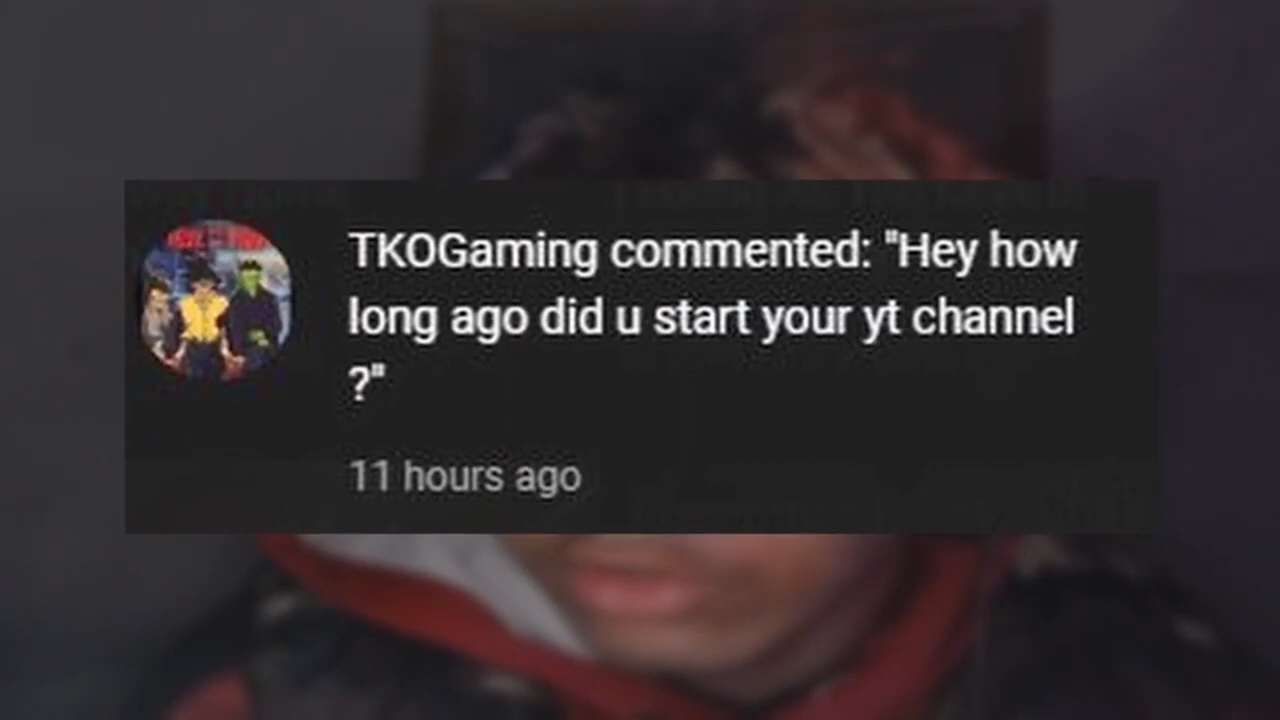 TKOGaming commented: "Hey how
long ago did u start your yt channel
?"
11 hours ago